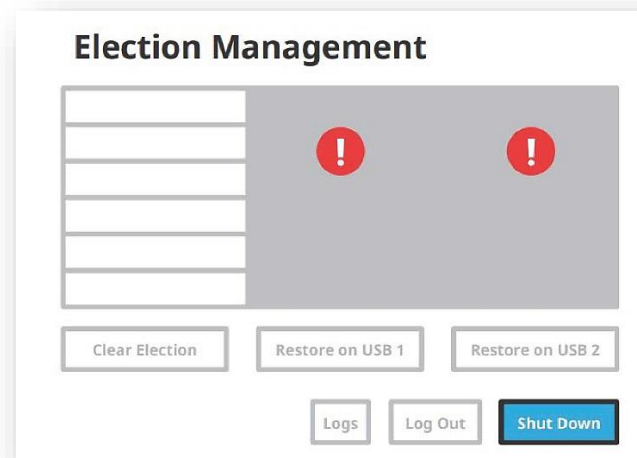 Election Management
! !
Clear Election Restore on USB 1 Restore on USB 2
Logs Log Out Shut Down